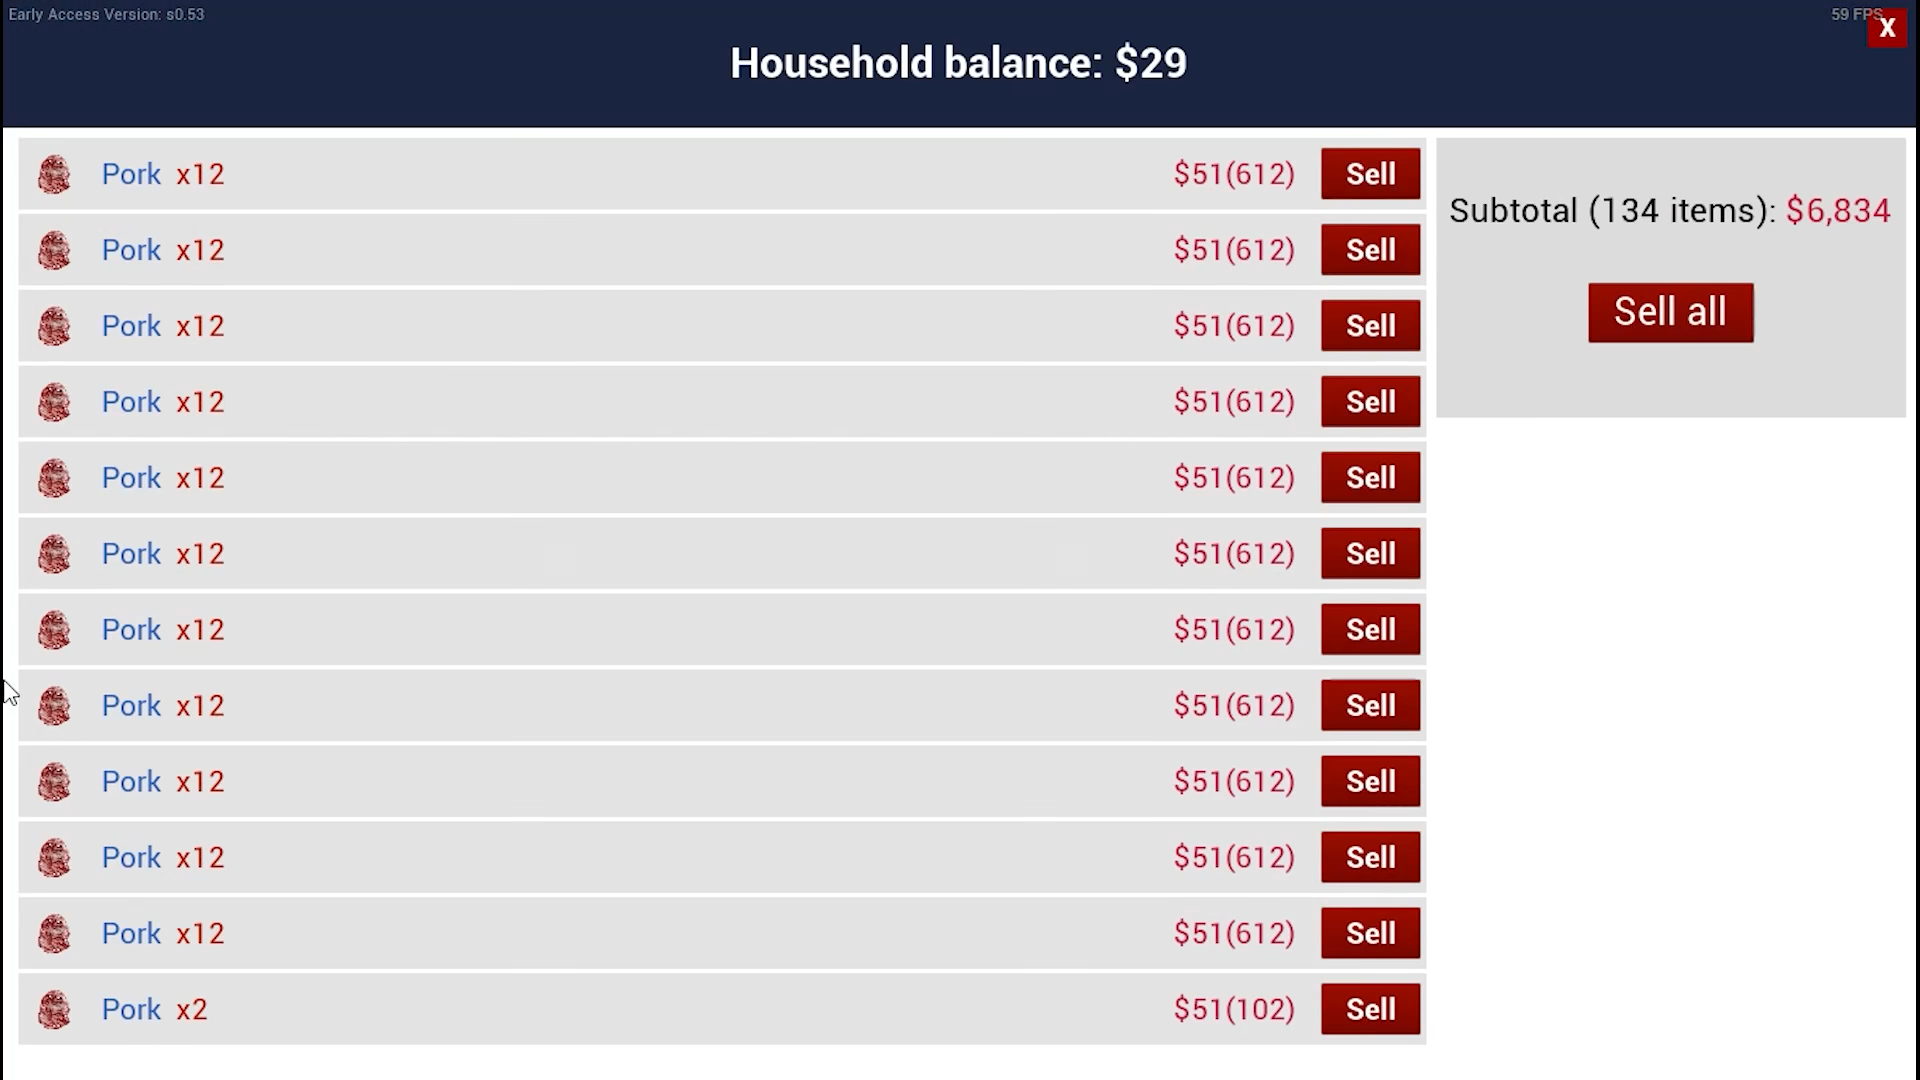 Early Access Version: s0.53
59 FPS
X
Household balance: $29
Pork x12 $51(612) Sell
Pork x12 $51(612) Sell
Pork x12 $51(612) Sell
Pork x12 $51(612) Sell
Pork x12 $51(612) Sell
Pork x12 $51(612) Sell
Pork x12 $51(612) Sell
Pork x12 $51(612) Sell
Pork x12 $51(612) Sell
Pork x12 $51(612) Sell
Pork x12 $51(612) Sell
Pork x2 $51(102) Sell
Subtotal (134 items): $6,834
Sell all